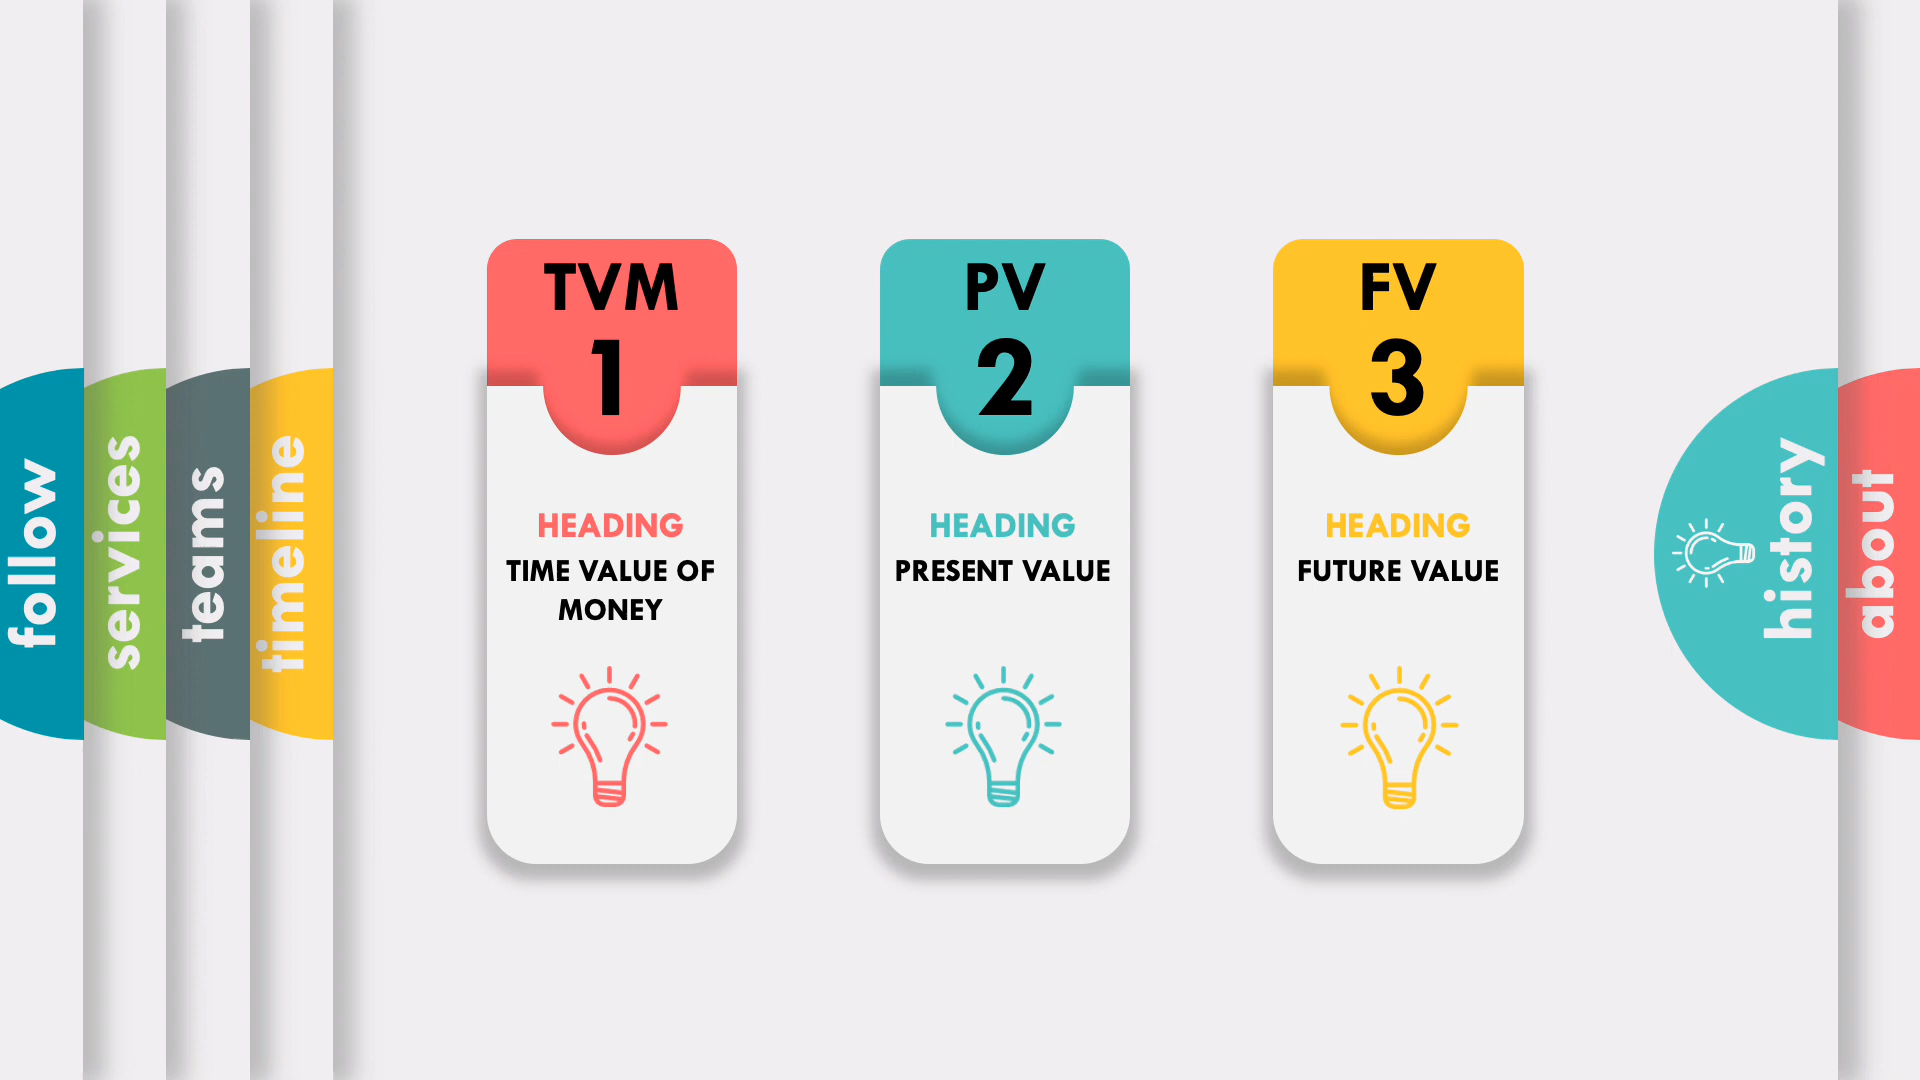 follow
services
teams
timeline
TVM
1
HEADING
TIME VALUE OF
MONEY
PV
2
HEADING
PRESENT VALUE
FV
3
HEADING
FUTURE VALUE
history
about